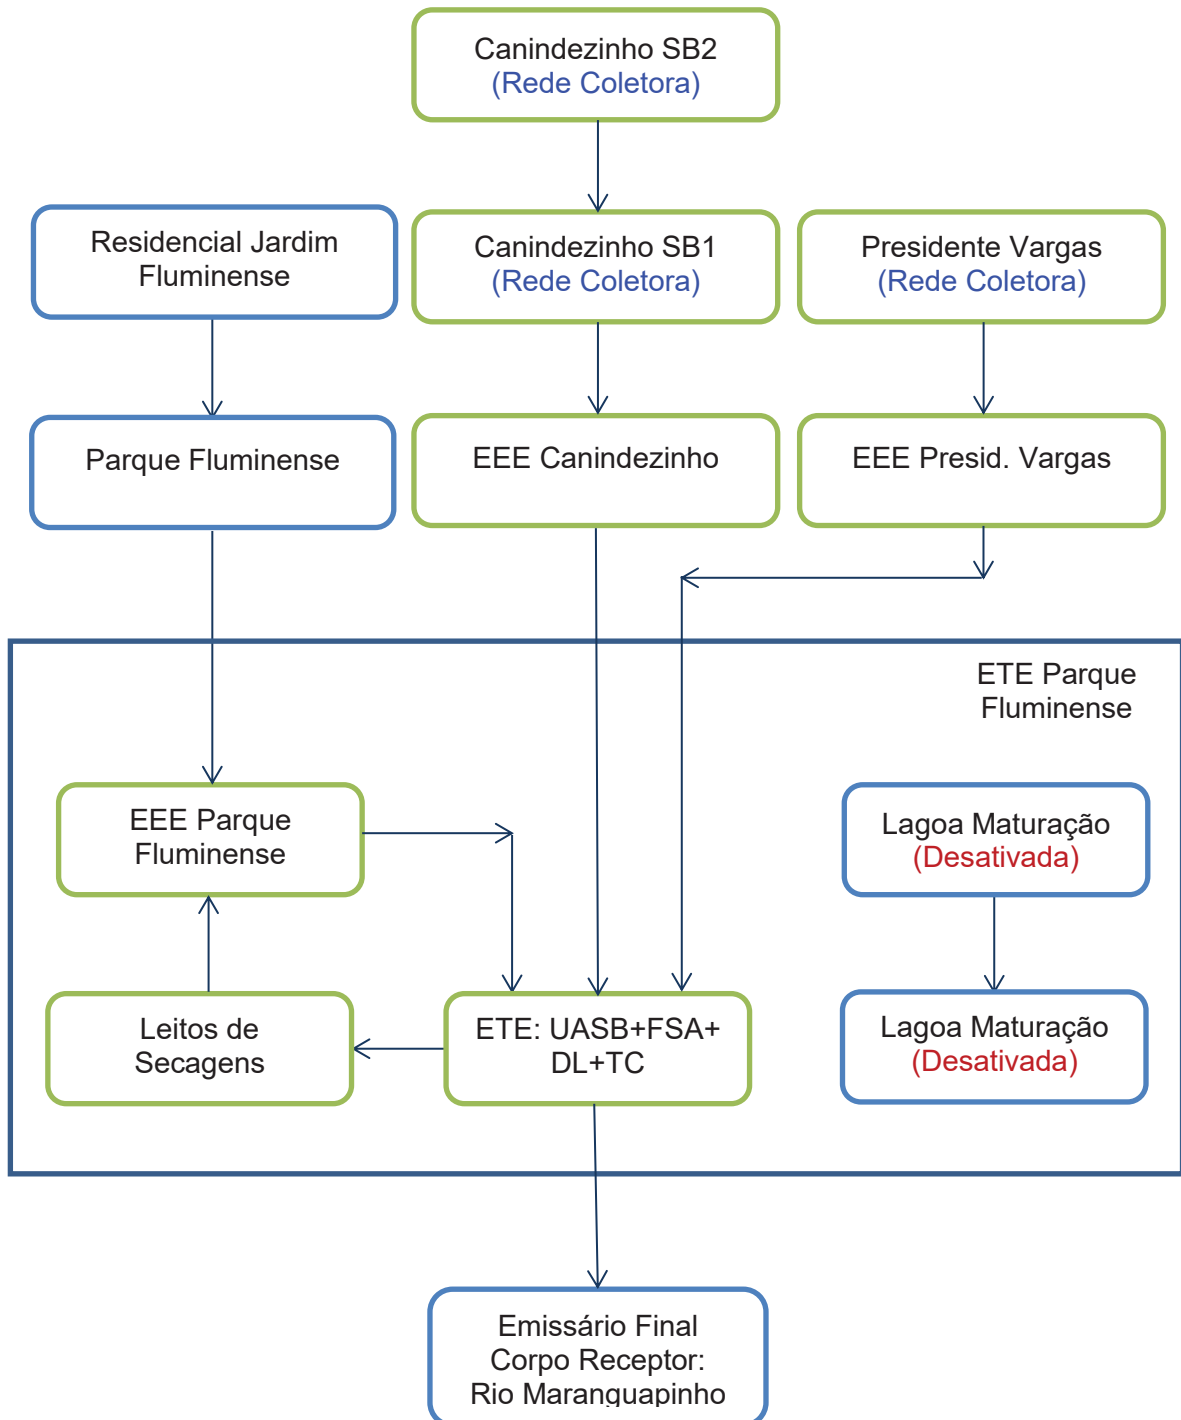 Canindezinho SB2
(Rede Coletora)
Residencial Jardim
Fluminense
Canindezinho SB1
(Rede Coletora)
Presidente Vargas
(Rede Coletora)
Parque Fluminense
EEE Canindezinho
EEE Presid. Vargas
ETE Parque
Fluminense
EEE Parque
Fluminense
Lagoa Maturação
(Desativada)
Leitos de
Secagens
ETE: UASB+FSA+
DL+TC
Lagoa Maturação
(Desativada)
Emissário Final
Corpo Receptor:
Rio Maranguapinho